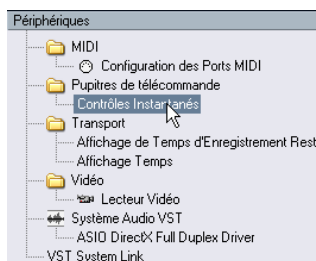 Périphériques
MIDI
Configuration des Ports MIDI
Pupitres de télécommande
Contrôles Instantanés
Transport
Affichage de Temps d'Enregistrement Rest
Affichage Temps
Vidéo
Lecteur Vidéo
Système Audio VST
ASIO DirectX Full Duplex Driver
VST System Link